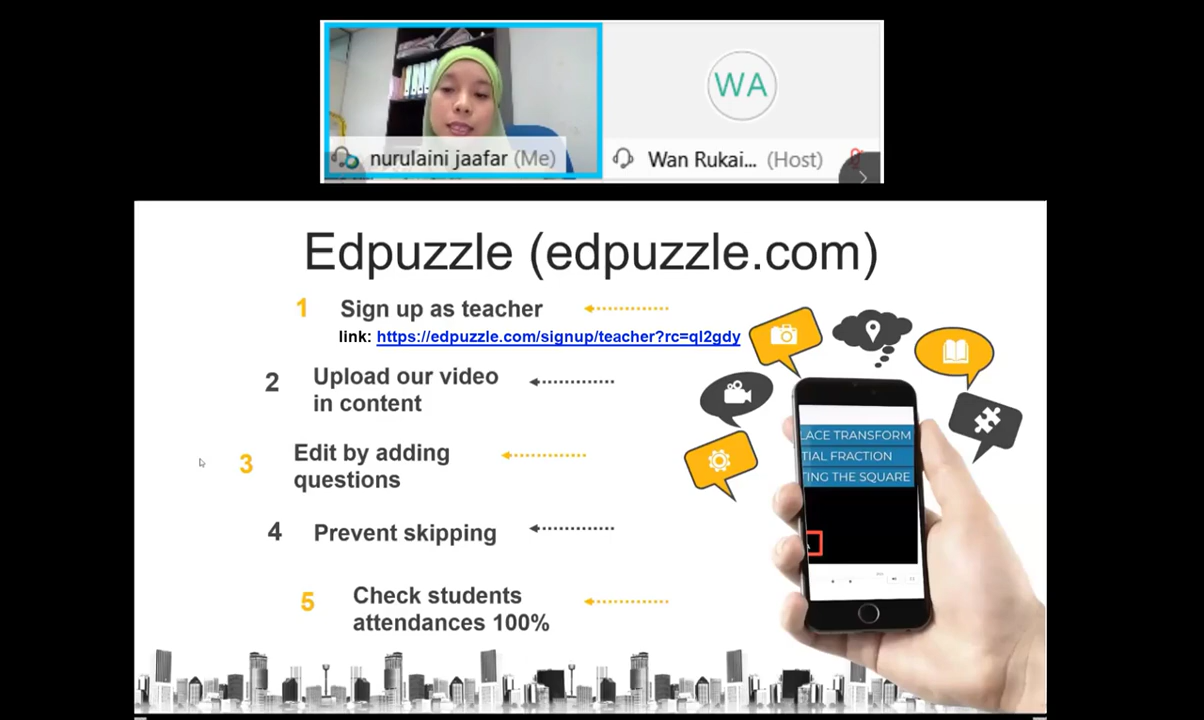 WA
nurulaini jaafar (Me)
Wan Rukai... (Host)
Edpuzzle (edpuzzle.com)
1 Sign up as teacher
link: https://edpuzzle.com/signup/teacher?rc=ql2gdy
2 Upload our video
in content
3 Edit by adding
questions
4 Prevent skipping
5 Check students
attendances 100%
LACE TRANSFORM
TIAL FRACTION
TING THE SQUARE